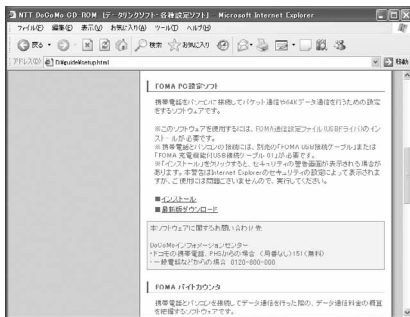 NTT DoCoMo CD-ROM [データリンクソフト・各種設定ソフト] - Microsoft Internet Explorer
ファイル(F) 編集(E) 表示(V) お気に入り(A) ツール(T) ヘルプ(H)
戻る 検索 お気に入り
アドレス(D) D:¥guide¥setup.html 移動
FOMA PC設定ソフト
携帯電話をパソコンに接続してパケット通信や64Kデータ通信を行うための設定
をするソフトウェアです。
※このソフトウェアを使用するには、FOMA通信設定ファイル(USBドライバ)のイン
ストールが必要です。
※携帯電話とパソコンの接続には、別売の「FOMA USB接続ケーブル」または
「FOMA 充電機能付USB接続ケーブル 01」が必要です。
※「インストール」をクリックすると、セキュリティの警告画面が表示される場合が
あります。本警告はInternet Explorerのセキュリティの設定によって表示されま
すが、ご使用には問題ございませんので、実行してください。
■インストール
■最新版ダウンロード
本ソフトウェアに関するお問い合わせ先
DoCoMoインフォメーションセンター
・ドコモの携帯電話、PHSからの場合 (局番なし)151(無料)
・一般電話などからの場合 0120-800-000
FOMA バイトカウンタ
携帯電話とパソコンを接続してデータ通信を行った際の、データ通信料金の概算
を把握するソフトウェアです。